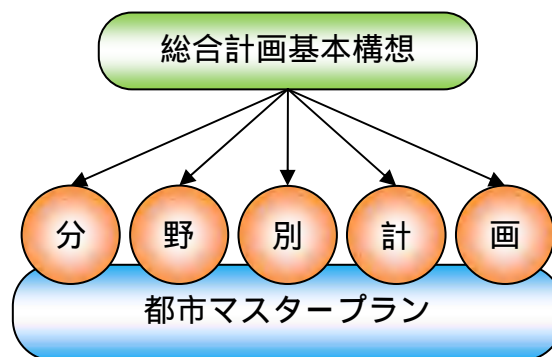 総合計画基本構想
分野別計画
都市マスタープラン